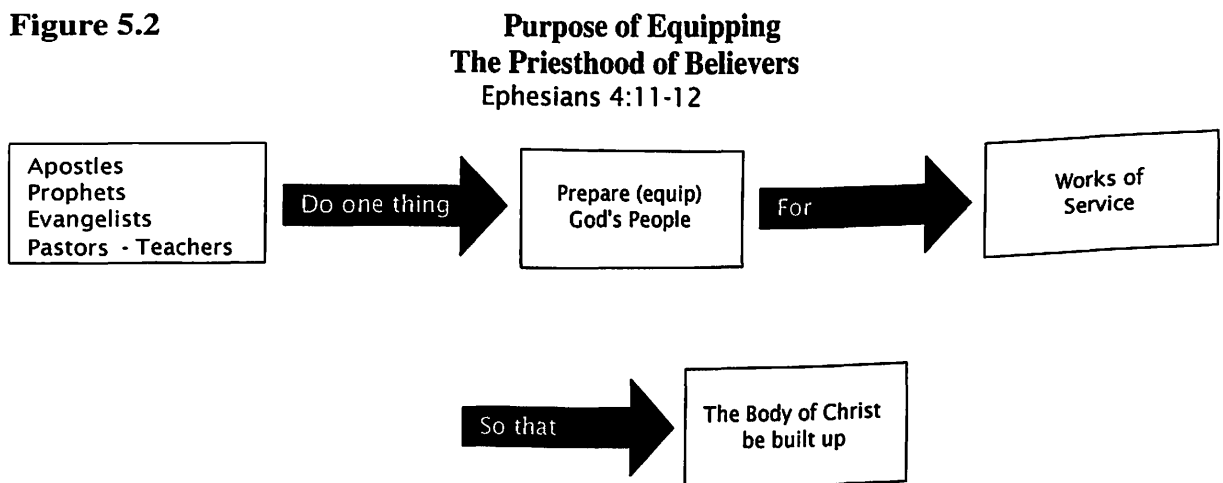 Figure 5.2
Purpose of Equipping
The Priesthood of Believers
Ephesians 4:11-12
Apostles
Prophets
Evangelists
Pastors - Teachers
Do one thing
Prepare (equip)
God's People
For
Works of
Service
So that
The Body of Christ
be built up